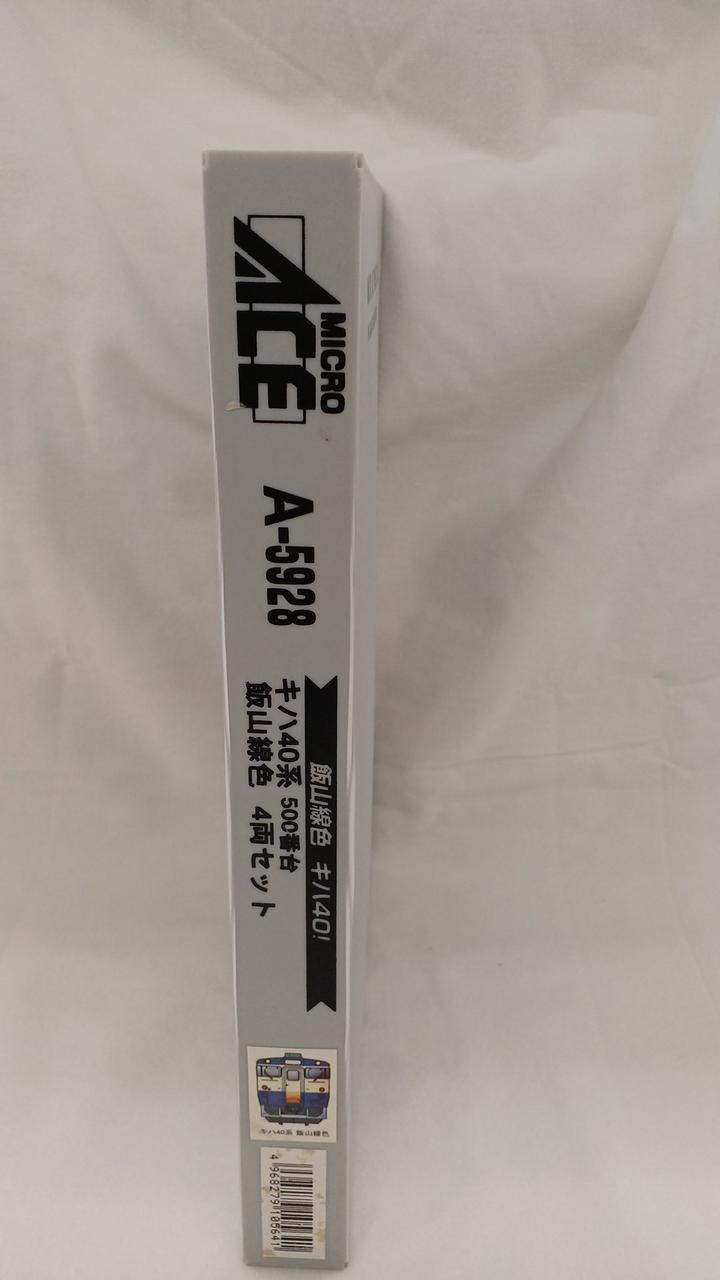 MICRO
ACE
A-5928
飯山線色 キハ40!
キハ40系 500番台
飯山線色 4両セット
キハ40系 飯山線色
4968279105641